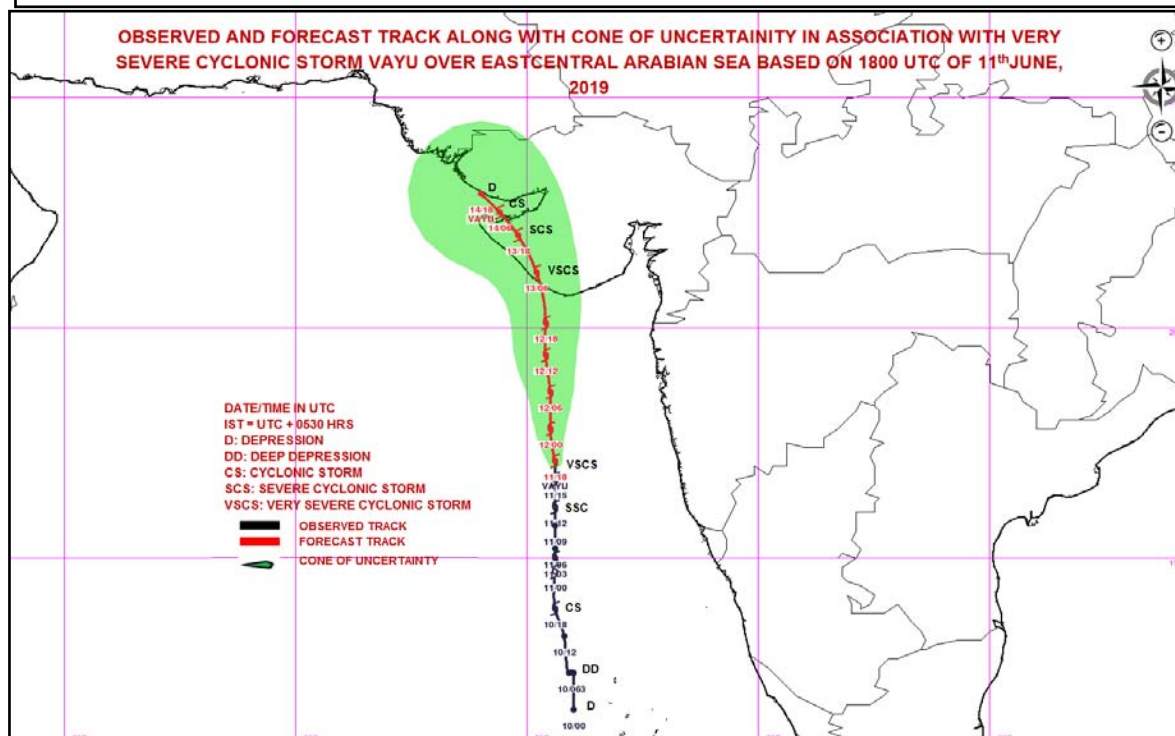 OBSERVED AND FORECAST TRACK ALONG WITH CONE OF UNCERTAINITY IN ASSOCIATION WITH VERY
SEVERE CYCLONIC STORM VAYU OVER EASTCENTRAL ARABIAN SEA BASED ON 1800 UTC OF 11thJUNE,
2019
D
14/18
CS
VAYU
14/06
SCS
13/18
VSCS
13/06
12/18
12/12
12/06
12/00
DATE/TIME IN UTC
IST = UTC + 0530 HRS
D: DEPRESSION
DD: DEEP DEPRESSION
CS: CYCLONIC STORM
SCS: SEVERE CYCLONIC STORM
VSCS: VERY SEVERE CYCLONIC STORM
OBSERVED TRACK
FORECAST TRACK
CONE OF UNCERTAINTY
VSCS
11/18
VAYU
11/15
SSC
11/12
11/09
11/06
11/03
11/00
CS
10/18
10/12
DD
10/063
D
10/00